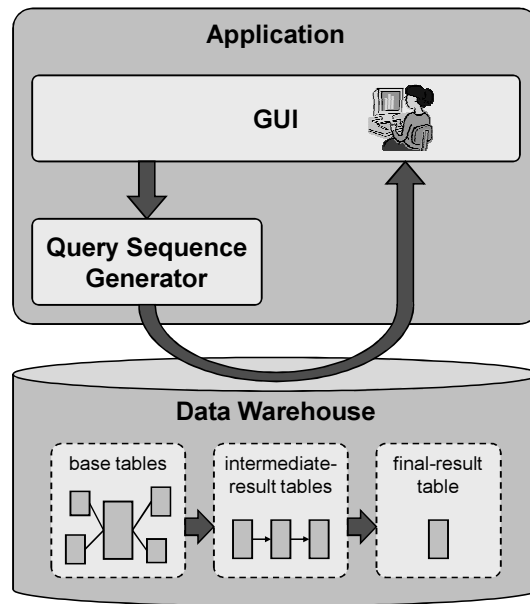 Application
GUI
Query Sequence
Generator
Data Warehouse
base tables
intermediate-
result tables
final-result
table